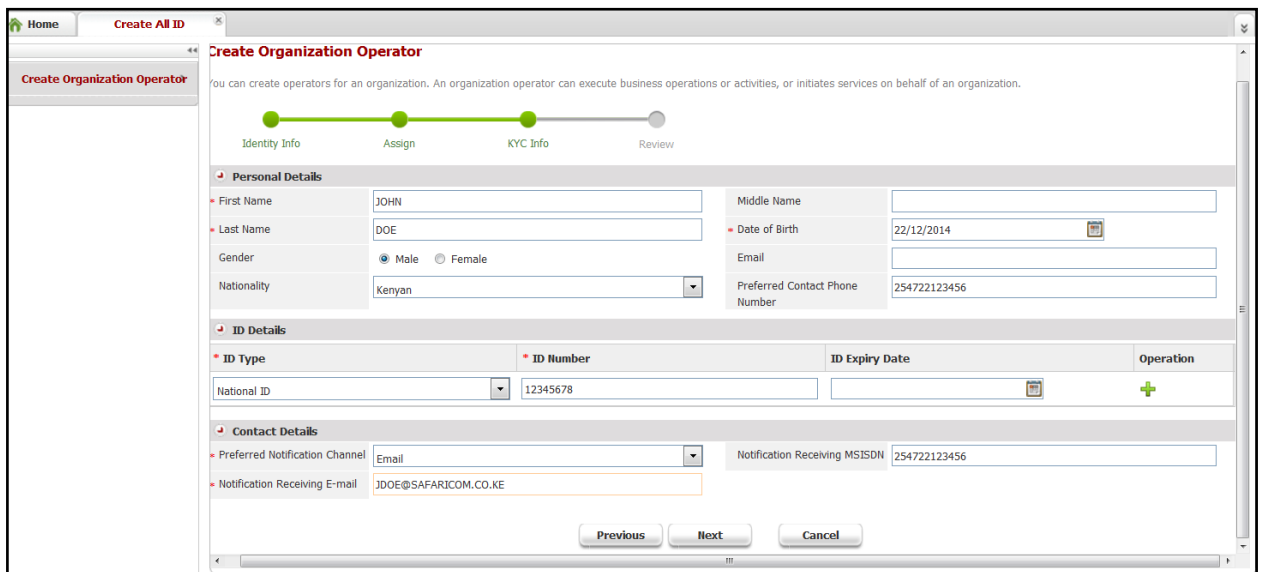 Home Create All ID
Create Organization Operator
Create Organization Operator
You can create operators for an organization. An organization operator can execute business operations or activities, or initiates services on behalf of an organization.
Identity Info Assign KYC Info Review
Personal Details
* First Name JOHN Middle Name
* Last Name DOE * Date of Birth 22/12/2014
Gender Male Female Email
Nationality Kenyan Preferred Contact Phone
Number 254722123456
ID Details
* ID Type * ID Number ID Expiry Date Operation
National ID 12345678
Contact Details
* Preferred Notification Channel Email Notification Receiving MSISDN 254722123456
* Notification Receiving E-mail JDOE@SAFARICOM.CO.KE
Previous Next Cancel